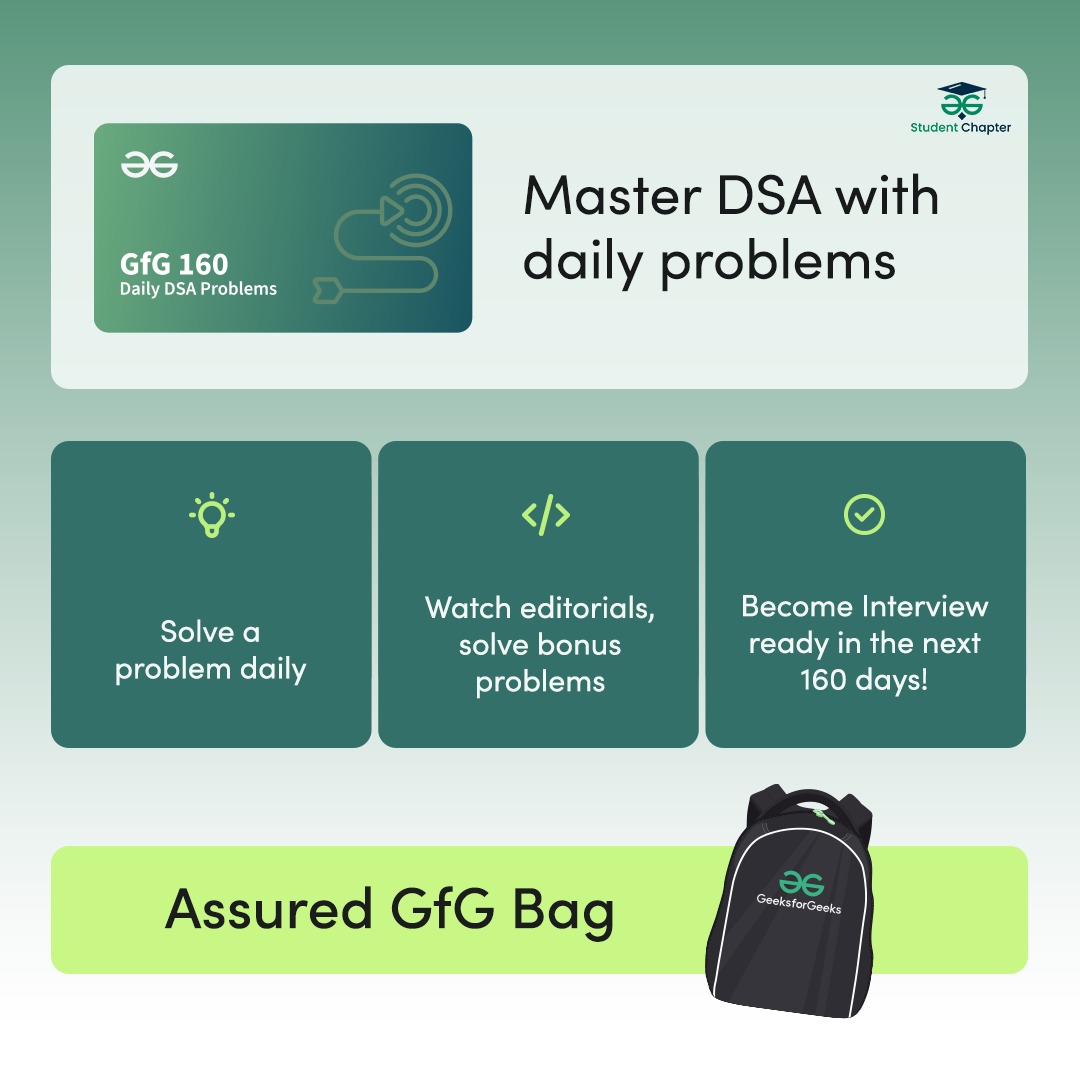 Student Chapter
GfG 160
Daily DSA Problems
Master DSA with
daily problems
Solve a
problem daily
Watch editorials,
solve bonus
problems
Become Interview
ready in the next
160 days!
Assured GfG Bag
GeeksforGeeks